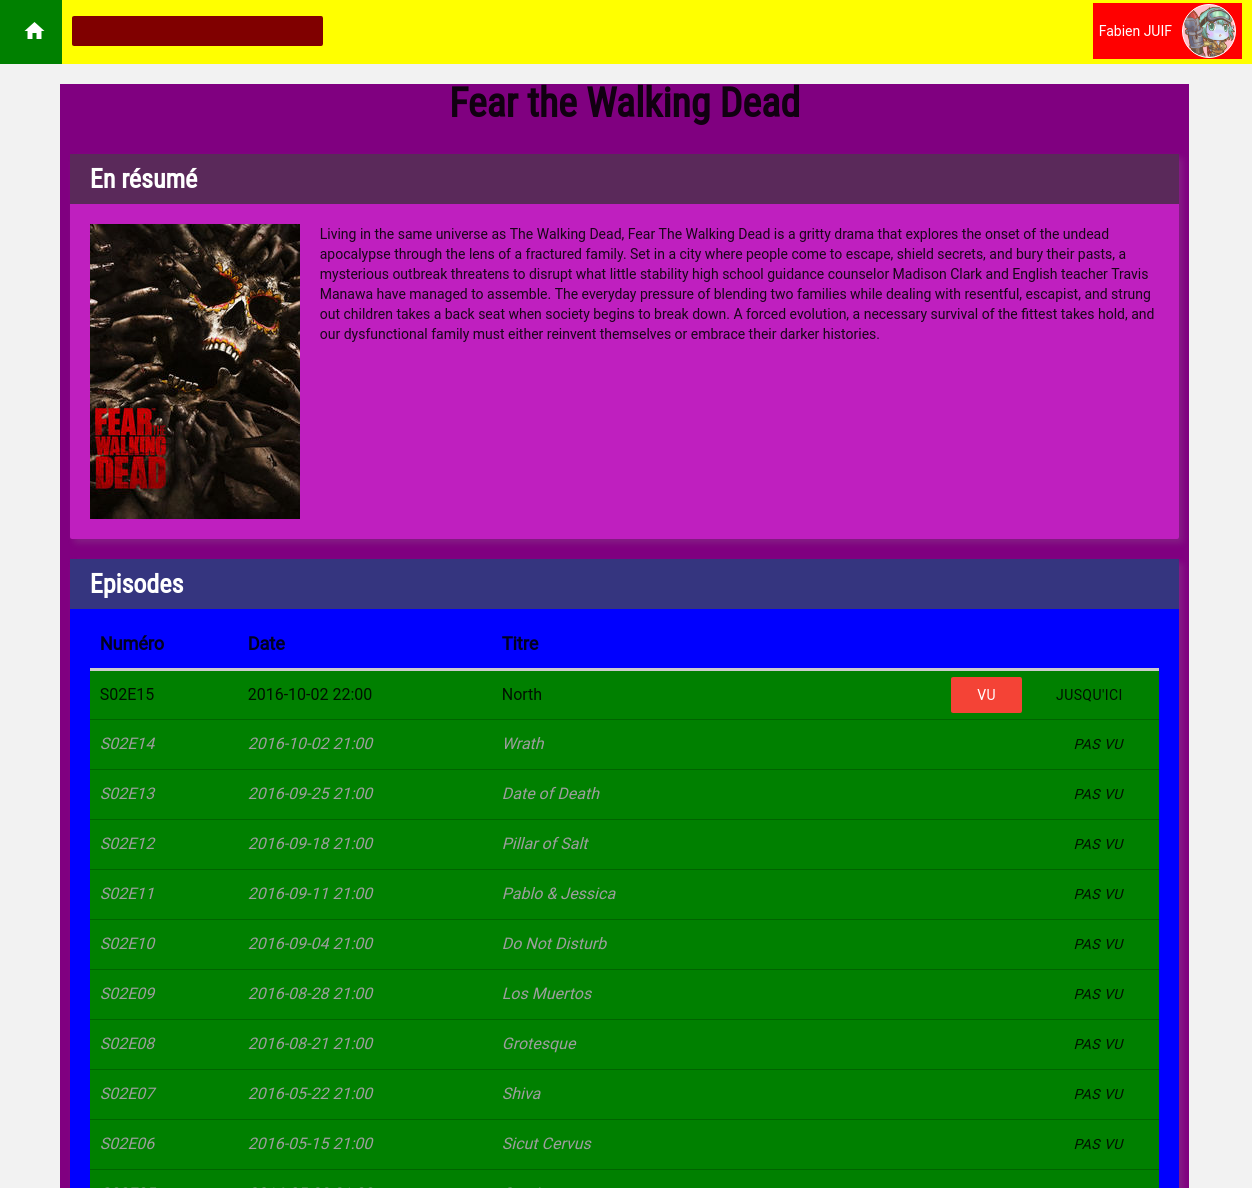 Fabien JUIF
Fear the Walking Dead
En résumé
Living in the same universe as The Walking Dead, Fear The Walking Dead is a gritty drama that explores the onset of the undead
apocalypse through the lens of a fractured family. Set in a city where people come to escape, shield secrets, and bury their pasts, a
mysterious outbreak threatens to disrupt what little stability high school guidance counselor Madison Clark and English teacher Travis
Manawa have managed to assemble. The everyday pressure of blending two families while dealing with resentful, escapist, and strung
out children takes a back seat when society begins to break down. A forced evolution, a necessary survival of the fittest takes hold, and
our dysfunctional family must either reinvent themselves or embrace their darker histories.
FEAR THE
WALKING
DEAD
Episodes
Numéro Date Titre
S02E15 2016-10-02 22:00 North VU JUSQU'ICI
S02E14 2016-10-02 21:00 Wrath PAS VU
S02E13 2016-09-25 21:00 Date of Death PAS VU
S02E12 2016-09-18 21:00 Pillar of Salt PAS VU
S02E11 2016-09-11 21:00 Pablo & Jessica PAS VU
S02E10 2016-09-04 21:00 Do Not Disturb PAS VU
S02E09 2016-08-28 21:00 Los Muertos PAS VU
S02E08 2016-08-21 21:00 Grotesque PAS VU
S02E07 2016-05-22 21:00 Shiva PAS VU
S02E06 2016-05-15 21:00 Sicut Cervus PAS VU